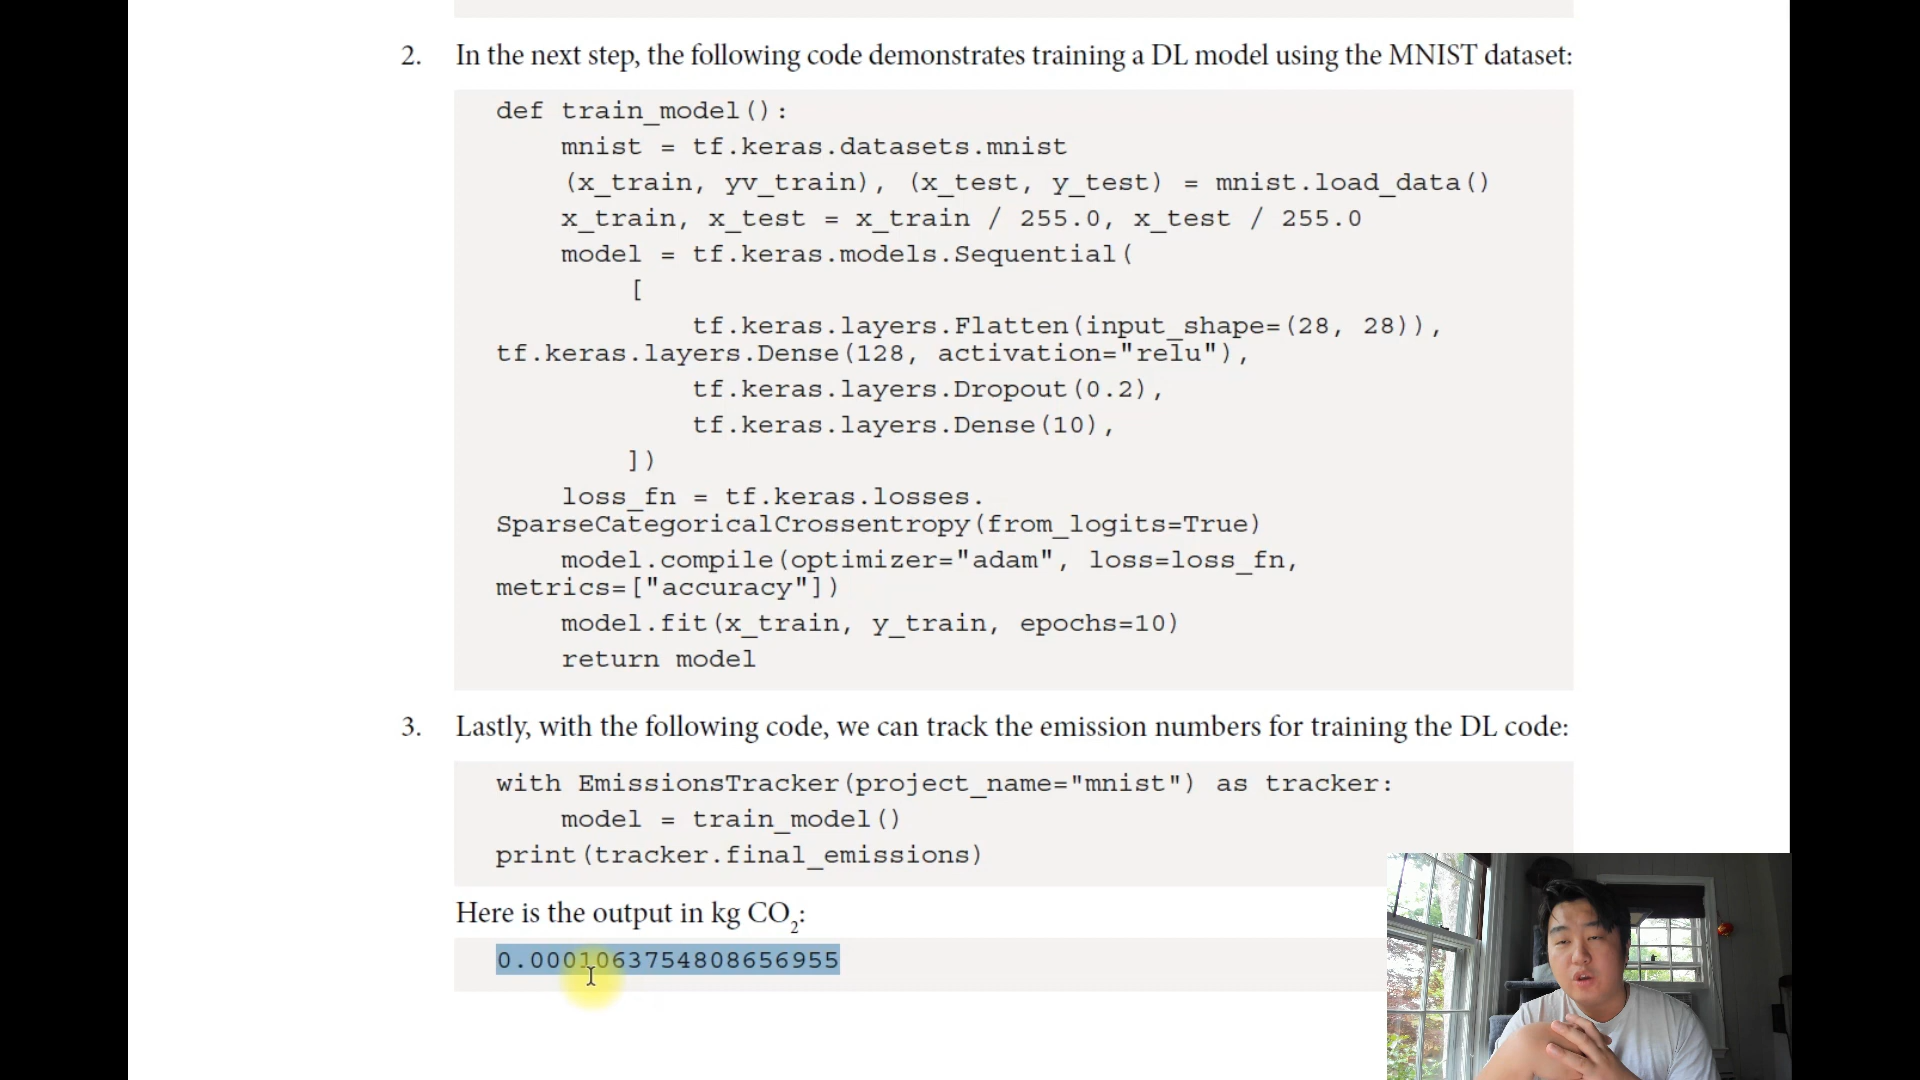 2. In the next step, the following code demonstrates training a DL model using the MNIST dataset:
def train_model():
    mnist = tf.keras.datasets.mnist
    (x_train, yv_train), (x_test, y_test) = mnist.load_data()
    x_train, x_test = x_train / 255.0, x_test / 255.0
    model = tf.keras.models.Sequential(
        [
            tf.keras.layers.Flatten(input_shape=(28, 28)),
tf.keras.layers.Dense(128, activation="relu"),
            tf.keras.layers.Dropout(0.2),
            tf.keras.layers.Dense(10),
        ])
    loss_fn = tf.keras.losses.
SparseCategoricalCrossentropy(from_logits=True)
    model.compile(optimizer="adam", loss=loss_fn,
metrics=["accuracy"])
    model.fit(x_train, y_train, epochs=10)
    return model
3. Lastly, with the following code, we can track the emission numbers for training the DL code:
with EmissionsTracker(project_name="mnist") as tracker:
    model = train_model()
print(tracker.final_emissions)
Here is the output in kg CO₂:
0.0001063754808656955